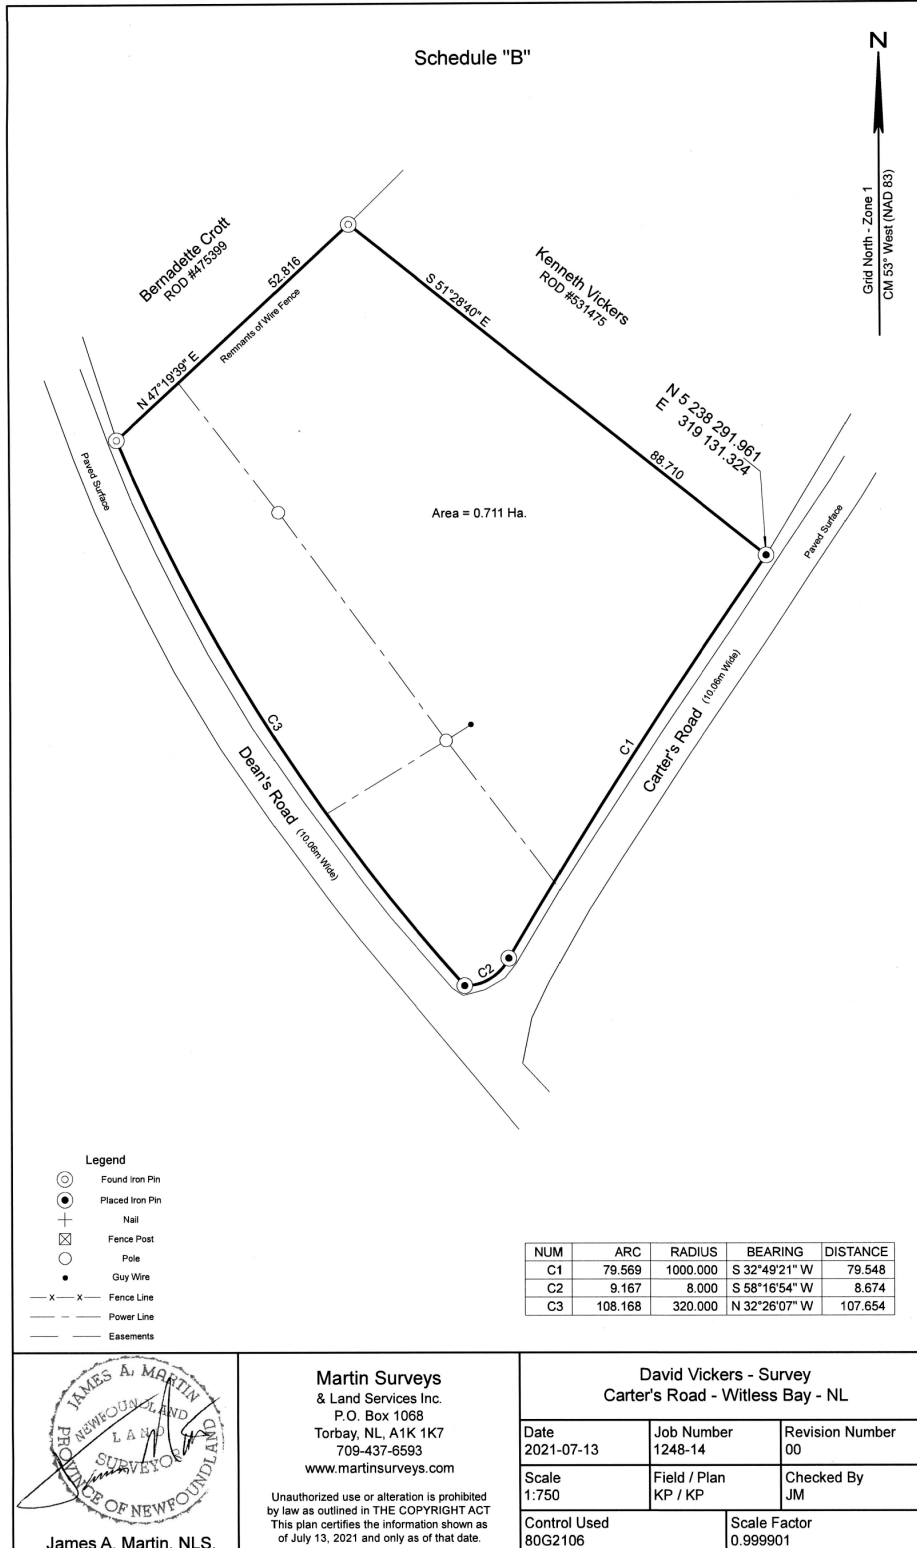 Schedule "B"
N
Grid North - Zone 1
CM 53° West (NAD 83)
Bernadette Crott
ROD #475399
52.816
N 47°19'39" E
Remnants of Wire Fence
Kenneth Vickers
ROD #531475
S 51°28'40" E
88.710
N 5 238 291.961
E 319 131.324
Paved Surface
Area = 0.711 Ha.
Paved Surface
C3
Dean's Road (10.06m Wide)
C1
Carter's Road (10.06m Wide)
C2
Legend
Found Iron Pin
Placed Iron Pin
Nail
Fence Post
Pole
Guy Wire
x x Fence Line
Power Line
Easements
NUM ARC RADIUS BEARING DISTANCE
C1 79.569 1000.000 S 32°49'21" W 79.548
C2 9.167 8.000 S 58°16'54" W 8.674
C3 108.168 320.000 N 32°26'07" W 107.654
JAMES A. MARTIN
NEWFOUNDLAND
LAND
SURVEYOR
PROVINCE OF NEWFOUNDLAND
James A. Martin, NLS.
Martin Surveys
& Land Services Inc.
P.O. Box 1068
Torbay, NL, A1K 1K7
709-437-6593
www.martinsurveys.com
Unauthorized use or alteration is prohibited
by law as outlined in THE COPYRIGHT ACT
This plan certifies the information shown as
of July 13, 2021 and only as of that date.
David Vickers - Survey
Carter's Road - Witless Bay - NL
Date
2021-07-13
Job Number
1248-14
Revision Number
00
Scale
1:750
Field / Plan
KP / KP
Checked By
JM
Control Used
80G2106
Scale Factor
0.999901